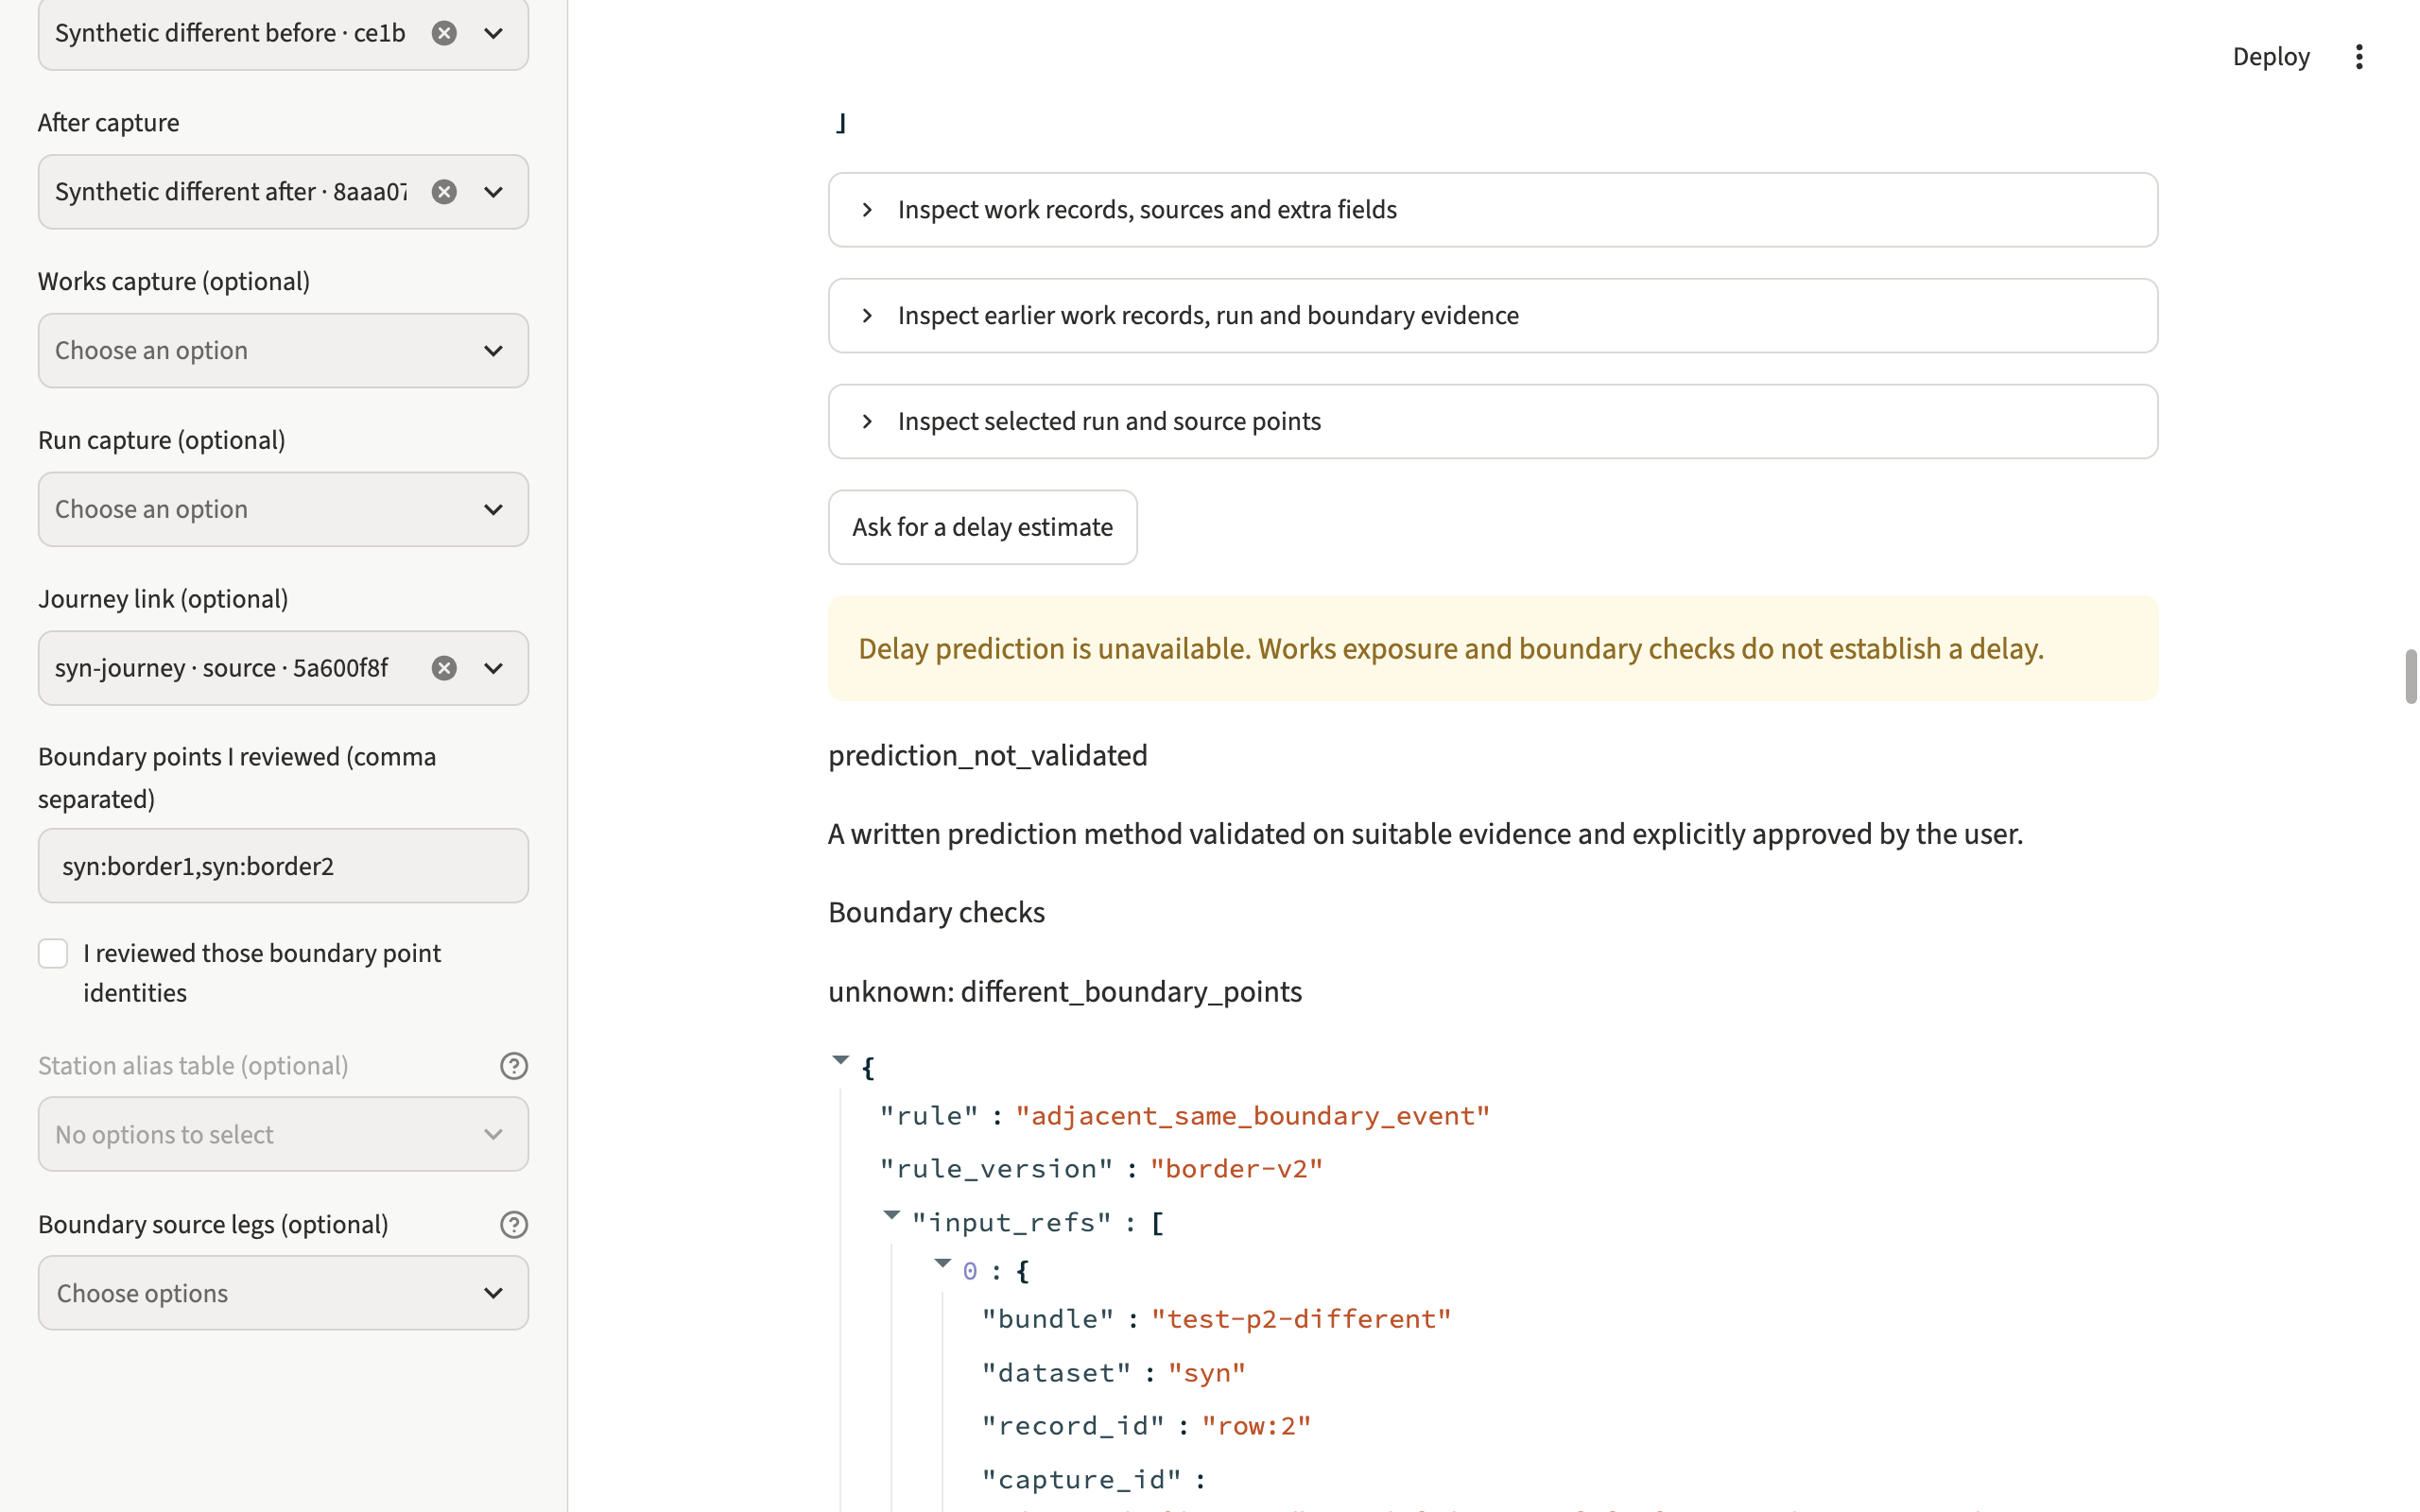 Synthetic different before · ce1b
After capture
Synthetic different after · 8aaa07
Works capture (optional)
Choose an option
Run capture (optional)
Choose an option
Journey link (optional)
syn-journey · source · 5a600f8f
Boundary points I reviewed (comma
separated)
syn:border1,syn:border2
I reviewed those boundary point
identities
Station alias table (optional)
No options to select
Boundary source legs (optional)
Choose options
Deploy
]
Inspect work records, sources and extra fields
Inspect earlier work records, run and boundary evidence
Inspect selected run and source points
Ask for a delay estimate
Delay prediction is unavailable. Works exposure and boundary checks do not establish a delay.
prediction_not_validated
A written prediction method validated on suitable evidence and explicitly approved by the user.
Boundary checks
unknown: different_boundary_points
{
"rule" : "adjacent_same_boundary_event"
"rule_version" : "border-v2"
"input_refs" : [
0 : {
"bundle" : "test-p2-different"
"dataset" : "syn"
"record_id" : "row:2"
"capture_id" :